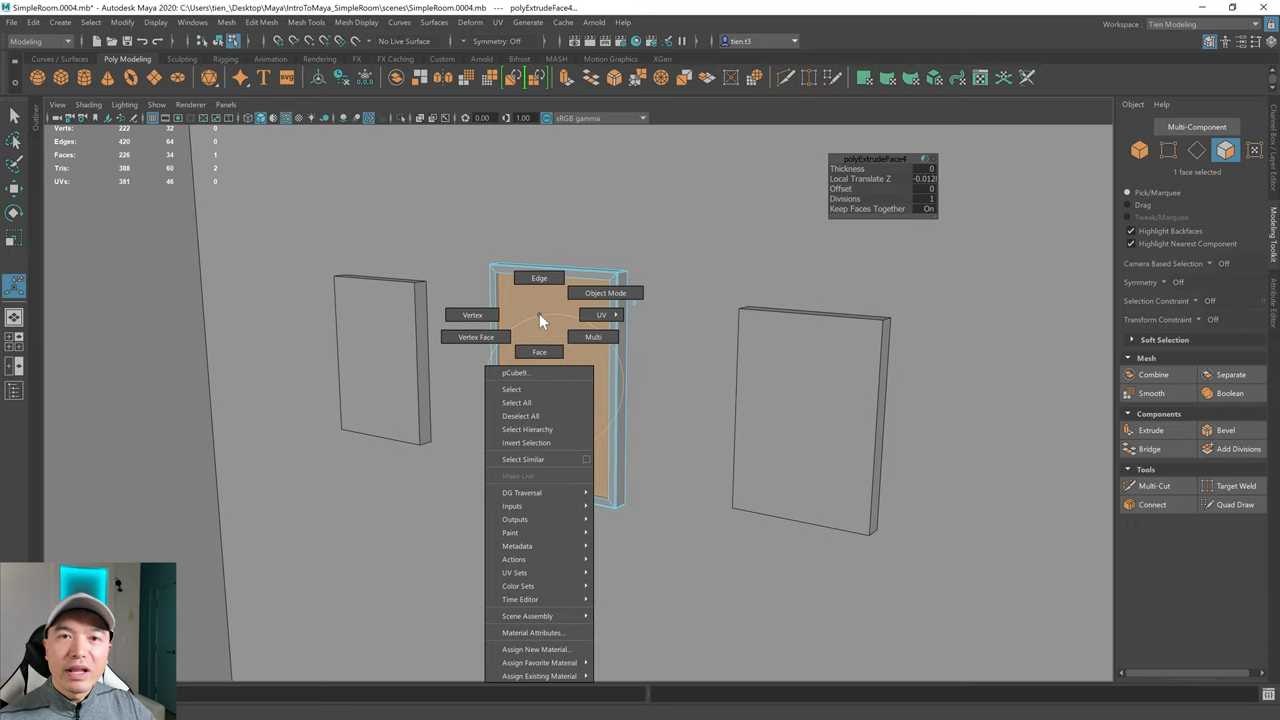 SimpleRoom.0004.mb* - Autodesk Maya 2020: C:\Users\tien_\Desktop\Maya\IntroToMaya_SimpleRoom\scenes\SimpleRoom.0004.mb* --- polyExtrudeFace4...
File Edit Create Select Modify Display Windows Mesh Edit Mesh Mesh Tools Mesh Display Curves Surfaces Deform UV Generate Cache Arnold Help
Workspace : Tien Modeling
Modeling No Live Surface Symmetry: Off tien.t3
Curves / Surfaces Poly Modeling Sculpting Rigging Animation Rendering FX FX Caching Custom Arnold Bifrost MASH Motion Graphics XGen
View Shading Lighting Show Renderer Panels
0.00 1.00 sRGB gamma
Outliner
Verts: 222 32 0
Edges: 420 64 0
Faces: 226 34 1
Tris: 388 60 2
UVs: 381 46 0
polyExtrudeFace4
Thickness 0
Local Translate Z
Offset 0
Divisions 1
Keep Faces Together On
Edge
Object Mode
Vertex
UV
Vertex Face
Multi
Face
pCube9...
Select
Select All
Deselect All
Select Hierarchy
Invert Selection
Select Similar
Make Live
DG Traversal
Inputs
Outputs
Paint
Metadata
Actions
UV Sets
Color Sets
Time Editor
Scene Assembly
Material Attributes...
Assign New Material...
Assign Favorite Material
Assign Existing Material
Object Help
Multi-Component
1 face selected
Pick/Marquee
Drag
Tweak/Marquee
Highlight Backfaces
Highlight Nearest Component
Camera Based Selection Off
Symmetry: Off
Selection Constraint Off
Transform Constraint Off
Soft Selection
Mesh
Combine Separate
Smooth Boolean
Components
Extrude Bevel
Bridge Add Divisions
Tools
Multi-Cut Target Weld
Connect Quad Draw
Channel Box / Layer Editor
Attribute Editor
Modeling Toolkit